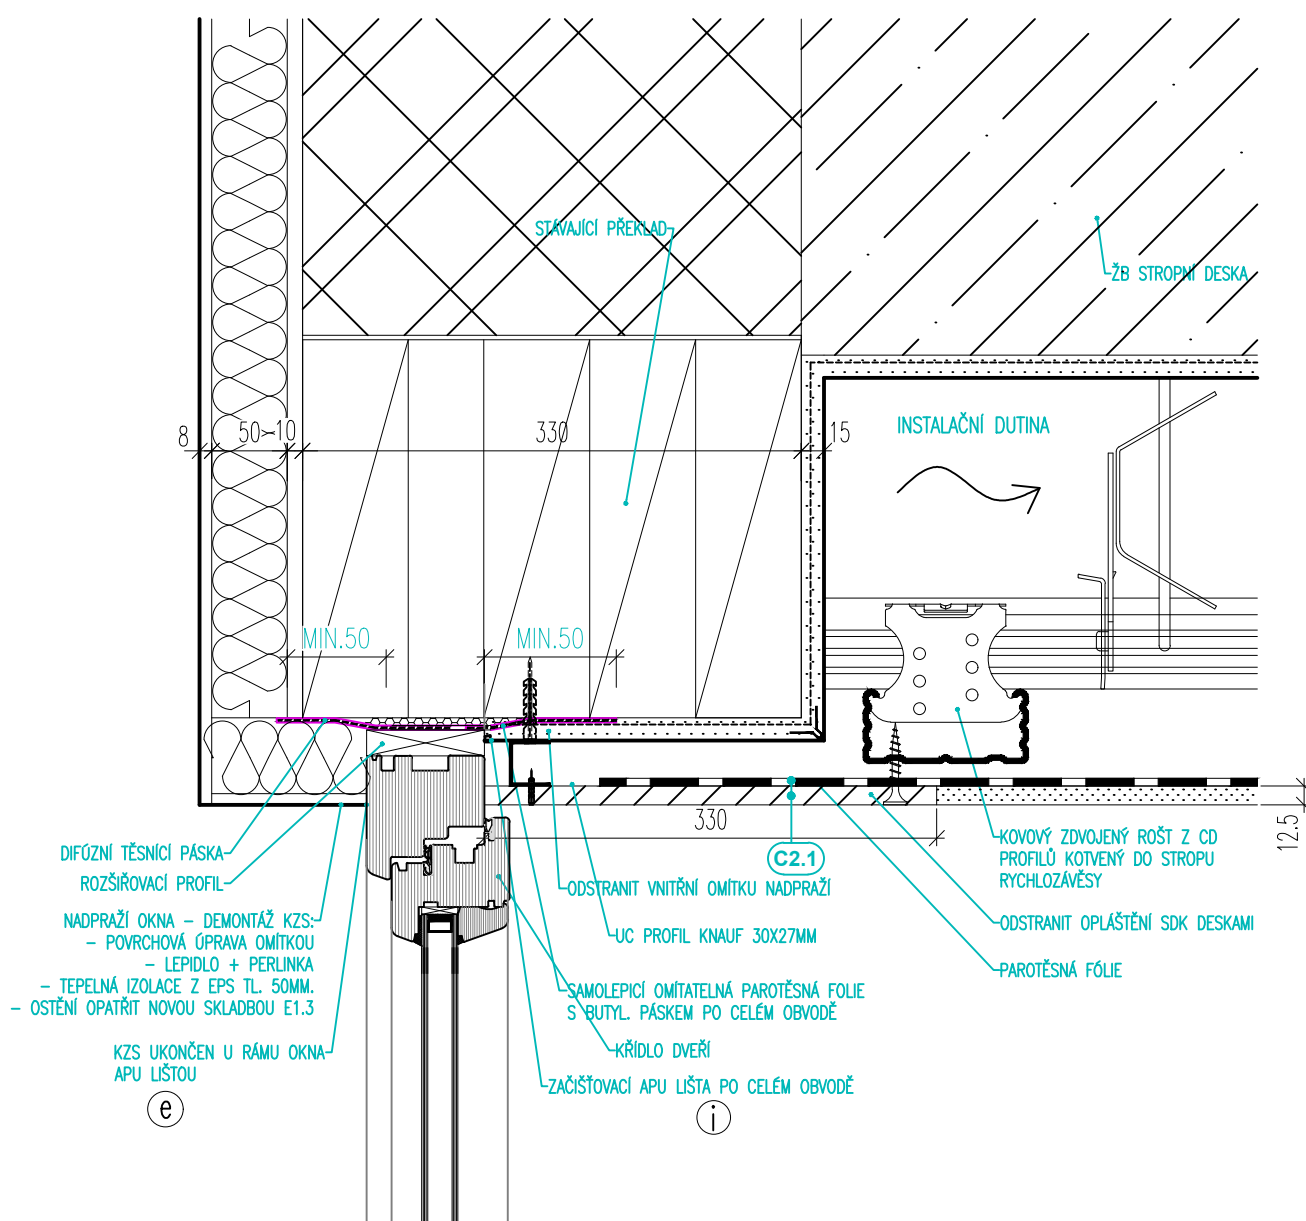 STÁVAJÍCÍ PŘEKLAD
ŽB STROPNÍ DESKA
8
50
10
330
15
INSTALAČNÍ DUTINA
MIN.50
MIN.50
330
12.5
C2.1
DIFÚZNÍ TĚSNÍCÍ PÁSKA
ROZŠIŘOVACÍ PROFIL
NADPRAŽÍ OKNA – DEMONTÁŽ KZS:
– POVRCHOVÁ ÚPRAVA OMÍTKOU
– LEPIDLO + PERLINKA
– TEPELNÁ IZOLACE Z EPS TL. 50MM.
– OSTĚNÍ OPATŘIT NOVOU SKLADBOU E1.3
KZS UKONČEN U RÁMU OKNA
APU LIŠTOU
e
ODSTRANIT VNITŘNÍ OMÍTKU NADPRAŽÍ
UC PROFIL KNAUF 30X27MM
SAMOLEPICÍ OMÍTATELNÁ PAROTĚSNÁ FOLIE
S BUTYL. PÁSKEM PO CELÉM OBVODĚ
KŘÍDLO DVEŘÍ
ZAČIŠŤOVACÍ APU LIŠTA PO CELÉM OBVODĚ
i
KOVOVÝ ZDVOJENÝ ROŠT Z CD
PROFILŮ KOTVENÝ DO STROPU
RYCHLOZÁVĚSY
ODSTRANIT OPLÁŠTĚNÍ SDK DESKAMI
PAROTĚSNÁ FÓLIE